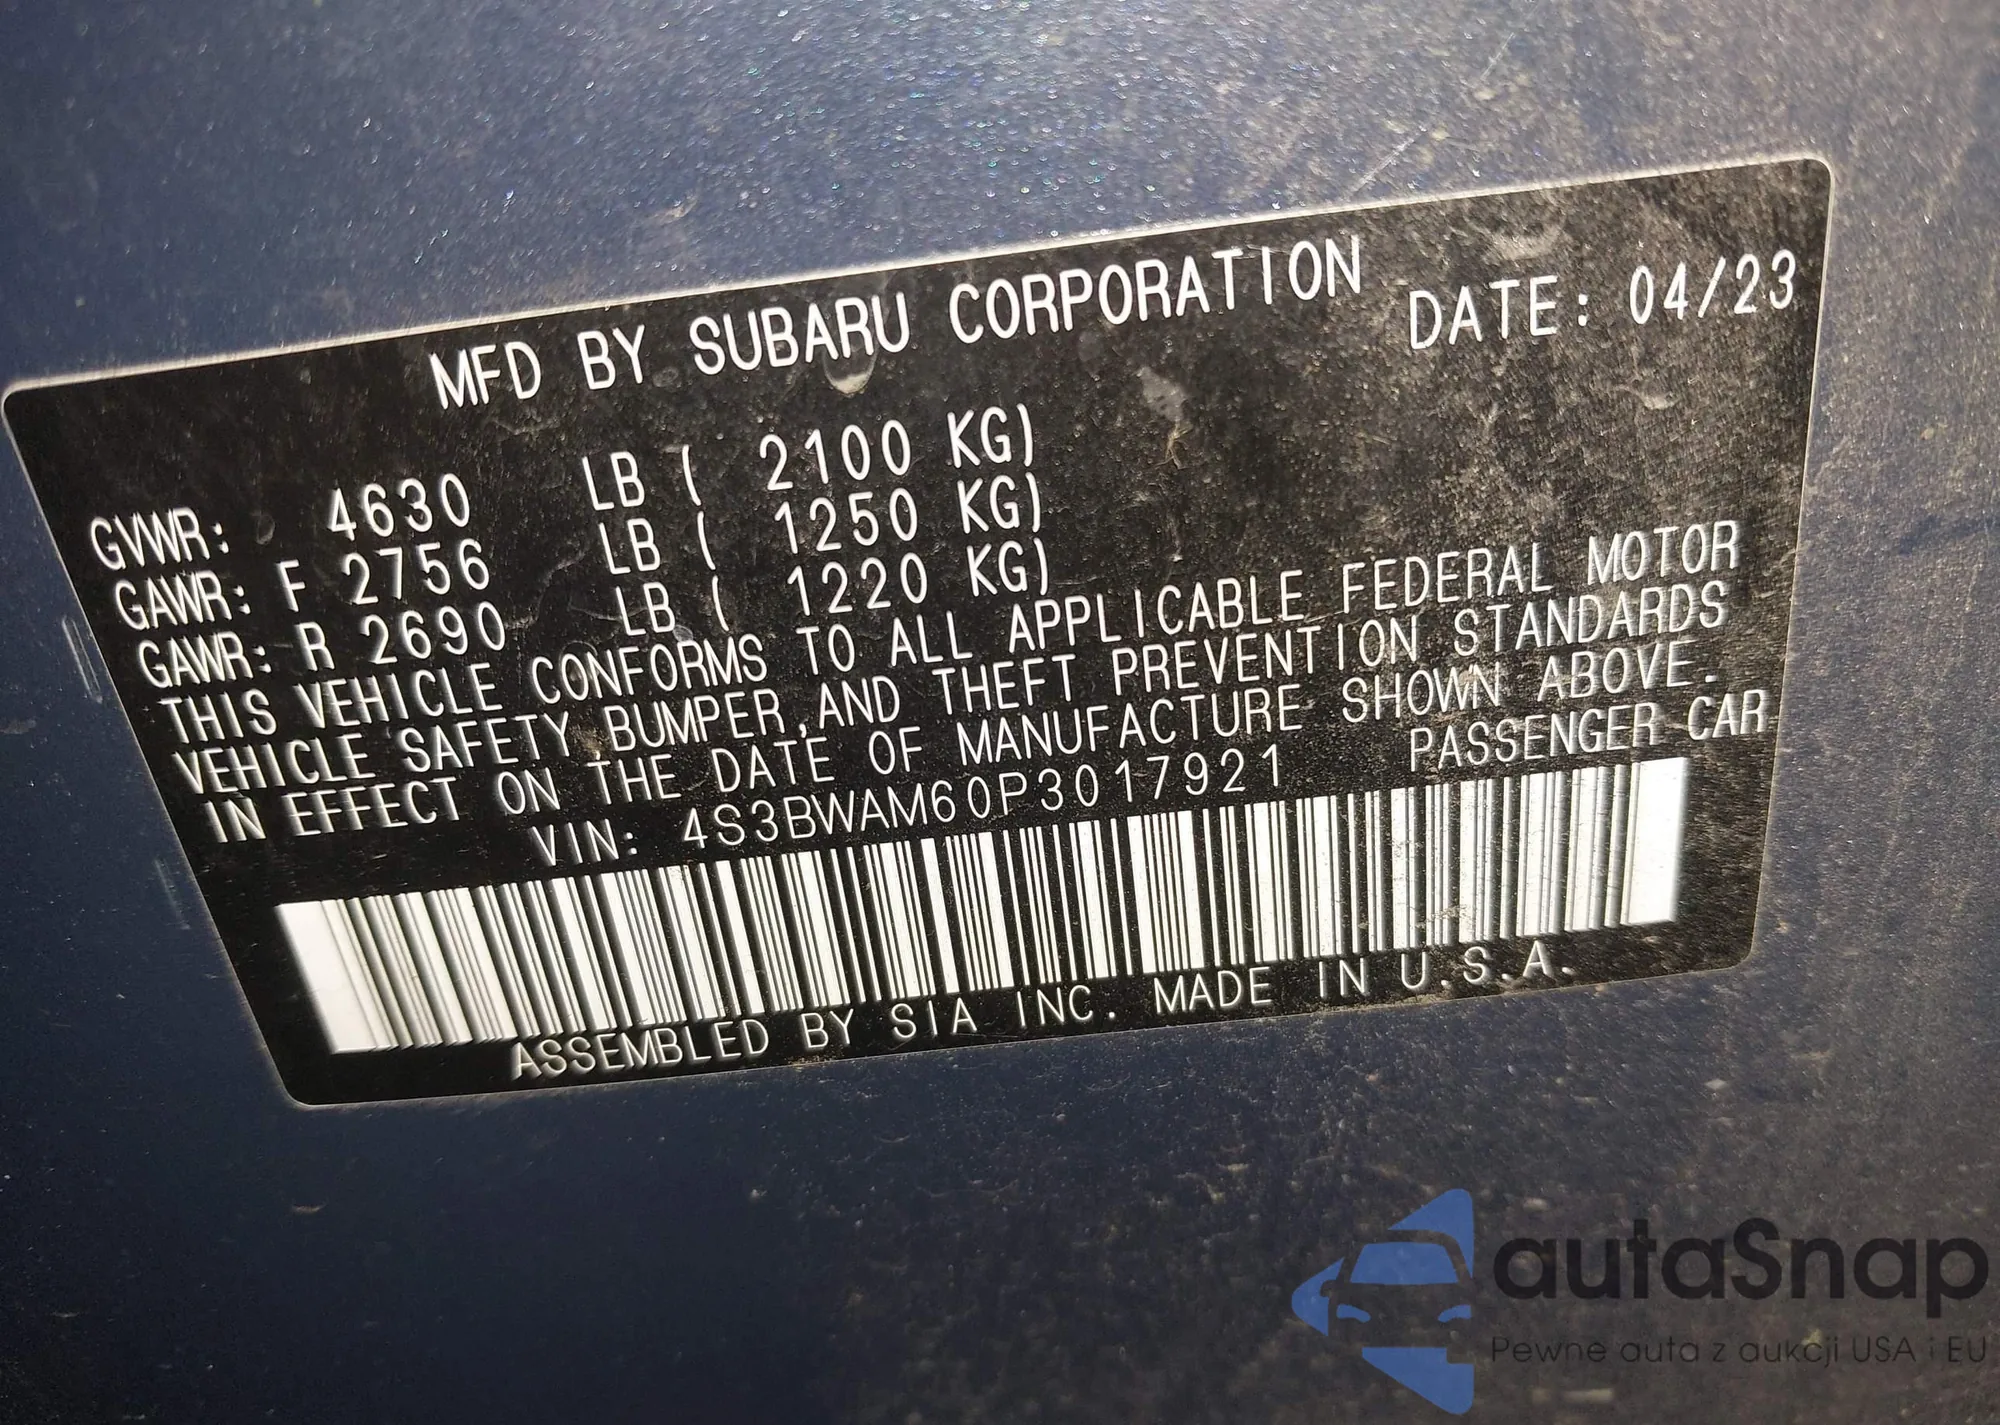 MFD BY SUBARU CORPORATION DATE: 04/23
GVWR: 4630 LB ( 2100 KG)
GAWR: F 2756 LB ( 1250 KG)
GAWR: R 2690 LB ( 1220 KG)
THIS VEHICLE CONFORMS TO ALL APPLICABLE FEDERAL MOTOR
VEHICLE SAFETY BUMPER,AND THEFT PREVENTION STANDARDS
IN EFFECT ON THE DATE OF MANUFACTURE SHOWN ABOVE.
VIN: 4S3BWAM60P3017921 PASSENGER CAR
ASSEMBLED BY SIA INC. MADE IN U.S.A.
autaSnap
Pewne auta z aukcji USA i EU